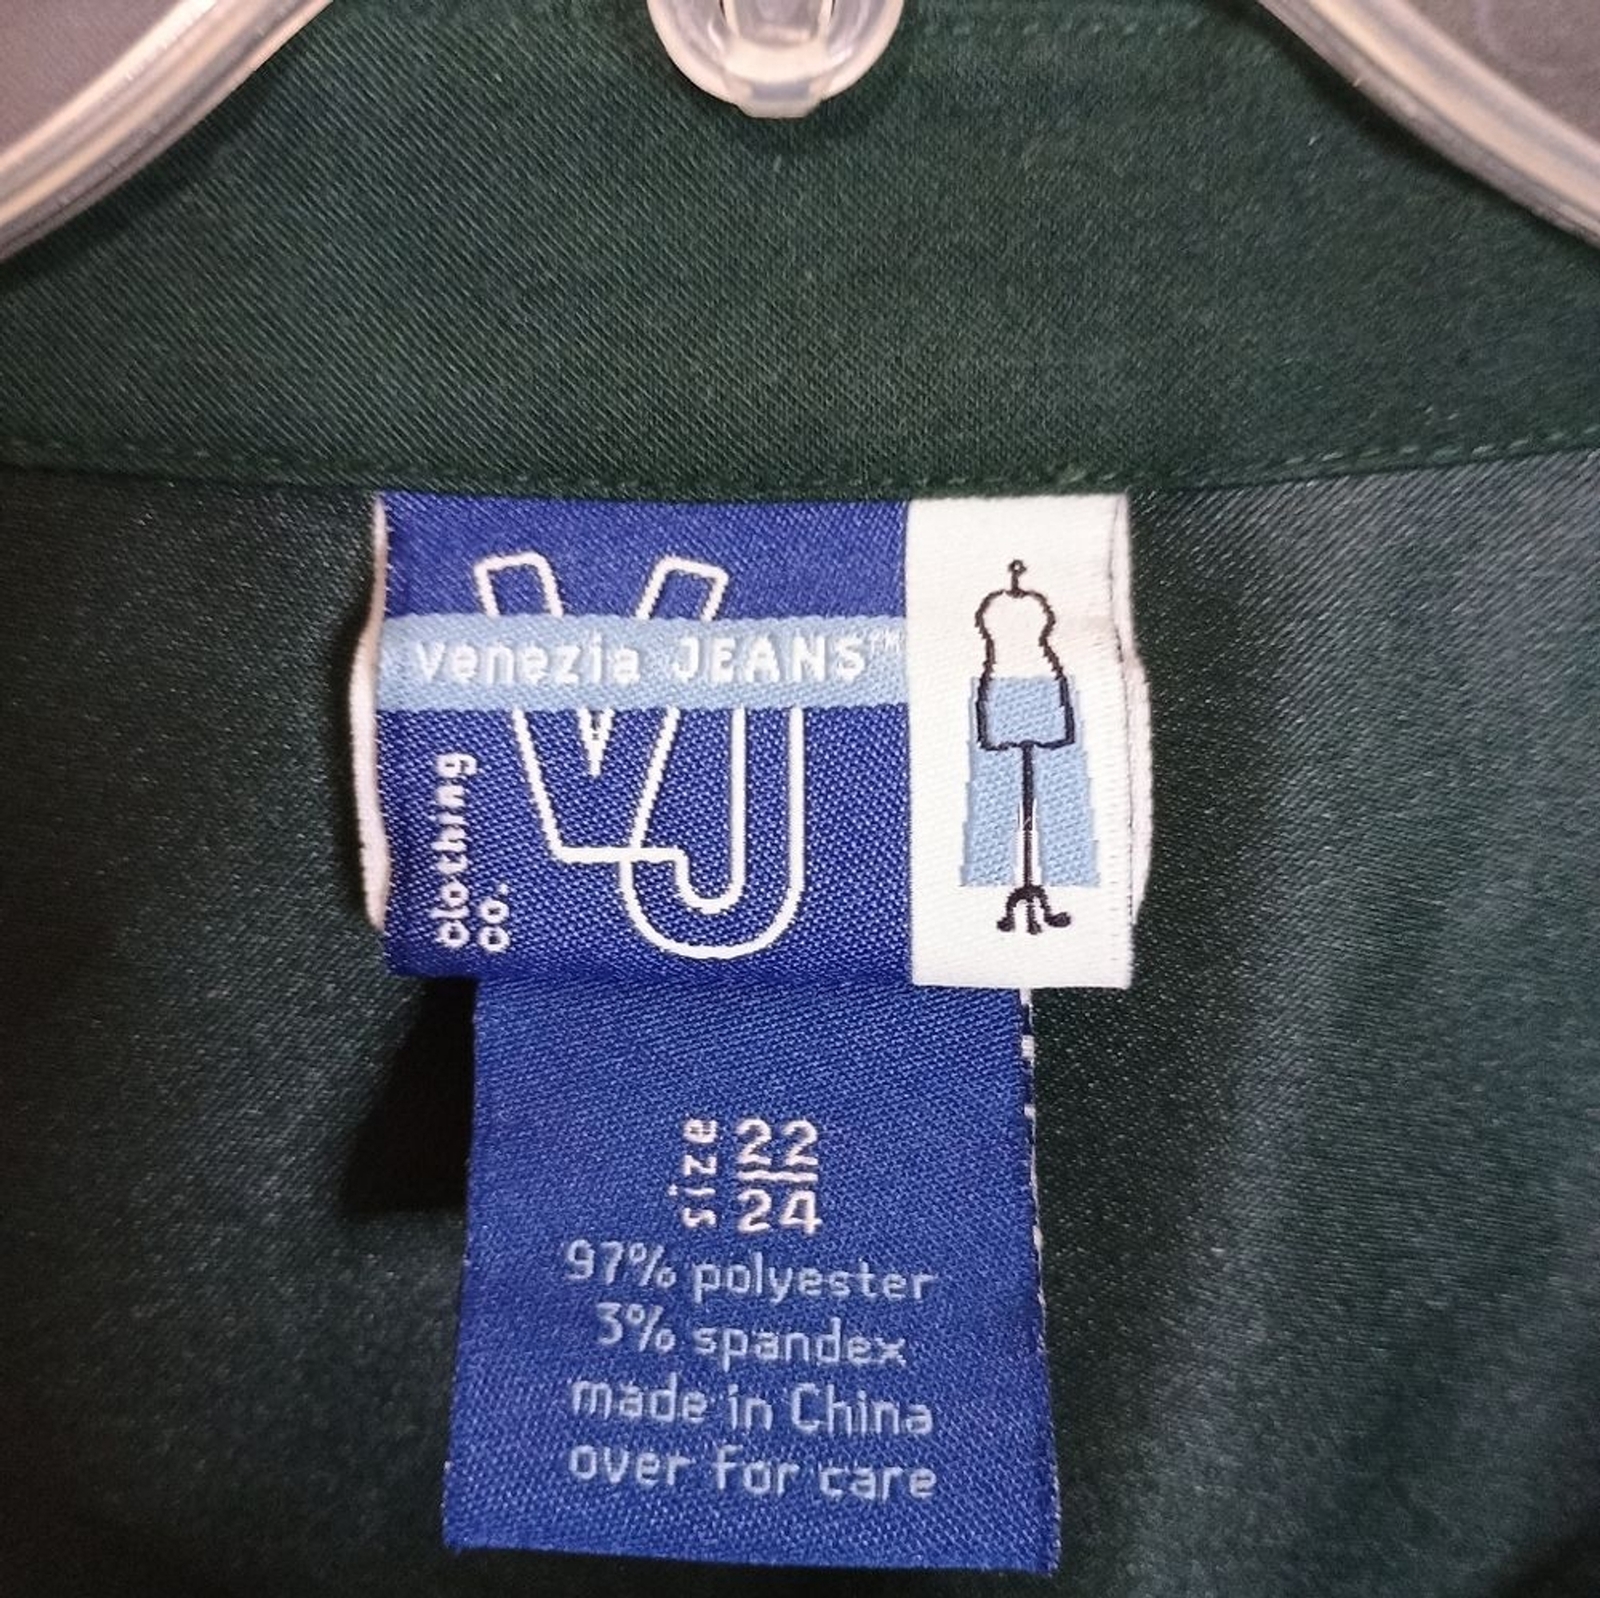 VJ
venezia JEANS™
clothing
co.
size 22
24
97% polyester
3% spandex
made in China
over for care